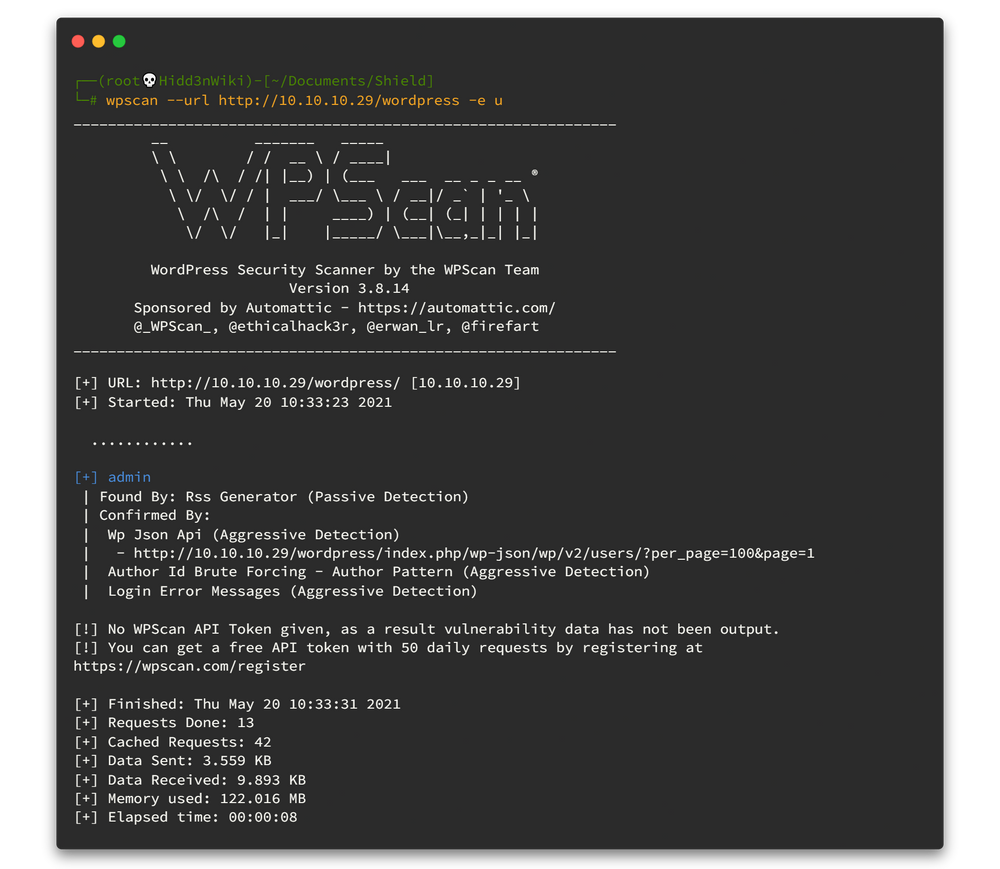 ┌──(root💀Hidd3nWiki)-[~/Documents/Shield]
└─# wpscan --url http://10.10.10.29/wordpress -e u
_______________________________________________________________
         __          _______   _____
         \ \        / /  __ \ / ____|
          \ \  /\  / /| |__) | (___   ___  __ _ _ __ ®
           \ \/  \/ / |  ___/ \___ \ / __|/ _` | '_ \
            \  /\  /  | |     ____) | (__| (_| | | | |
             \/  \/   |_|    |_____/ \___|\__,_|_| |_|

         WordPress Security Scanner by the WPScan Team
                         Version 3.8.14
       Sponsored by Automattic - https://automattic.com/
       @_WPScan_, @ethicalhack3r, @erwan_lr, @firefart
_______________________________________________________________

[+] URL: http://10.10.10.29/wordpress/ [10.10.10.29]
[+] Started: Thu May 20 10:33:23 2021

  ............

[+] admin
 | Found By: Rss Generator (Passive Detection)
 | Confirmed By:
 |  Wp Json Api (Aggressive Detection)
 |   - http://10.10.10.29/wordpress/index.php/wp-json/wp/v2/users/?per_page=100&page=1
 |  Author Id Brute Forcing - Author Pattern (Aggressive Detection)
 |  Login Error Messages (Aggressive Detection)

[!] No WPScan API Token given, as a result vulnerability data has not been output.
[!] You can get a free API token with 50 daily requests by registering at
https://wpscan.com/register

[+] Finished: Thu May 20 10:33:31 2021
[+] Requests Done: 13
[+] Cached Requests: 42
[+] Data Sent: 3.559 KB
[+] Data Received: 9.893 KB
[+] Memory used: 122.016 MB
[+] Elapsed time: 00:00:08